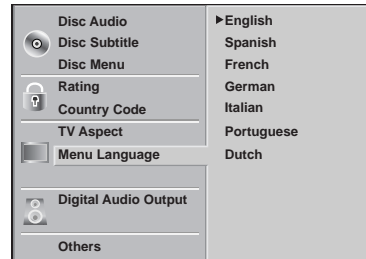 Disc Audio
Disc Subtitle
Disc Menu
Rating
Country Code
TV Aspect
Menu Language
Digital Audio Output
Others
English
Spanish
French
German
Italian
Portuguese
Dutch